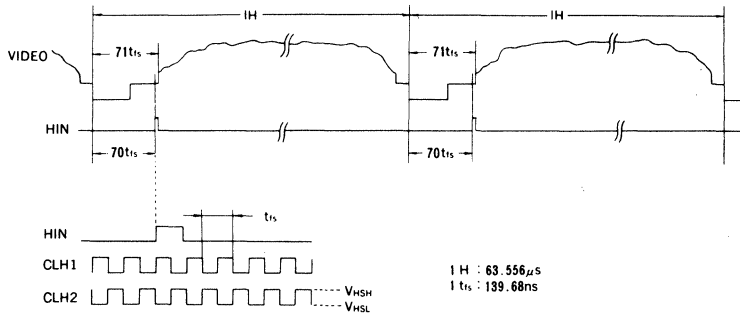 1H 1H
71tfs 71tfs
VIDEO
HIN
70tfs 70tfs
HIN tfs
CLH1
CLH2 VHSH
VHSL
1 H : 63.556μs
1 tfs : 139.68ns